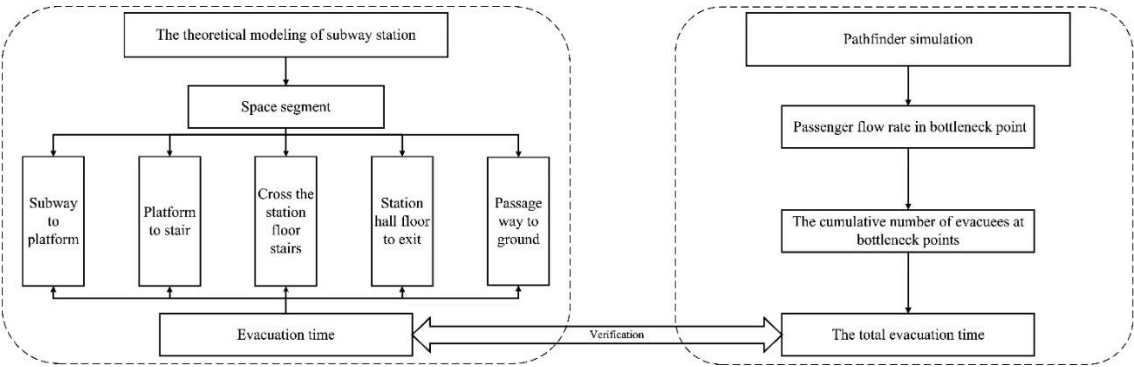 The theoretical modeling of subway station
Space segment
Subway
to
platform
Platform
to stair
Cross the
station
floor
stairs
Station
hall floor
to exit
Passage
way to
ground
Evacuation time
Verification
Pathfinder simulation
Passenger flow rate in bottleneck point
The cumulative number of evacuees at
bottleneck points
The total evacuation time